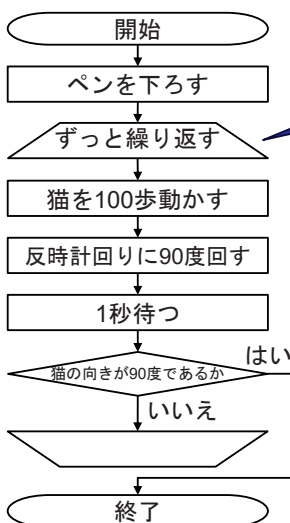 開始
ペンを下ろす
ずっと繰り返す
猫を100歩動かす
反時計回りに90度回す
1秒待つ
猫の向きが90度であるか
はい
いいえ
終了